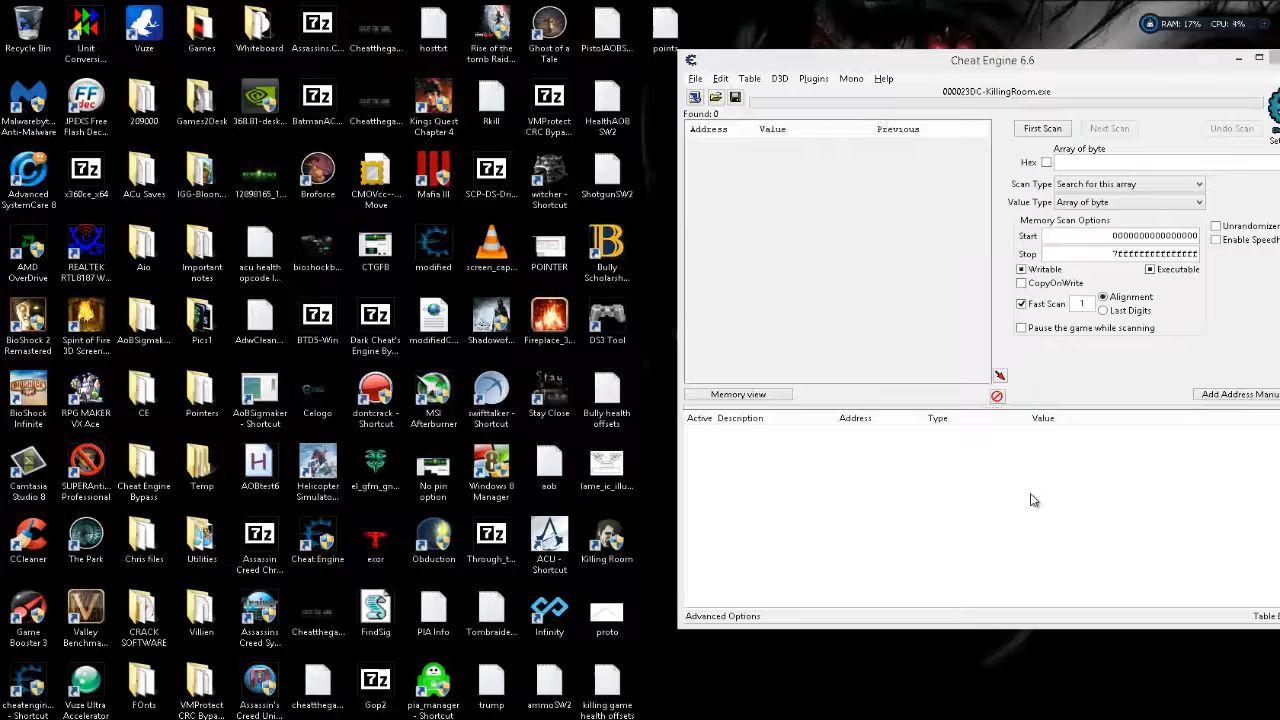 Recycle Bin
Unit Conversi...
Vuze
Games
Whiteboard
Assassins.C...
Cheatthega...
hosttxt
Rise of the tomb Raid...
Ghost of a Tale
PistolAOBS...
points
Malwarebyt... Anti-Malware
JPEXS Free Flash Dec...
209000
Games2Desk
368.81-desk...
BatmanAC...
Cheatthega...
Kings Quest Chapter 4
Rkill
VMProtect CRC Bypa...
HealthAOB SW2
Advanced SystemCare 8
x360ce_x64
ACu Saves
IGG-Bloon...
12898165_1...
Broforce
CMOVcc--Move
Mafia III
SCP-DS-Dri...
witcher - Shortcut
ShotgunSW2
AMD OverDrive
REALTEK RTL8187 W...
Aio
Important notes
acu health opcode l...
bioshockb...
CTGFB
modified
screen_cap...
POINTER
Bully Scholarsh...
BioShock 2 Remastered
Spirit of Fire 3D Screen...
AoBSigmak...
Pics1
AdwClean...
BTD5-Win
Dark Cheat's Engine By...
modifiedC...
Shadowof...
Fireplace_3...
DS3 Tool
BioShock Infinite
RPG MAKER VX Ace
CE
Pointers
AoBSigmaker - Shortcut
Celogo
dontcrack - Shortcut
MSI Afterburner
swifttalker - Shortcut
Stay Close
Bully health offsets
Camtasia Studio 8
SUPERAnti... Professional
Cheat Engine Bypass
Temp
AOBtest6
Helicopter Simulato...
el_gfm_gn...
No pin option
Windows 8 Manager
aob
lame_ic_illu...
CCleaner
The Park
Chris files
Utilities
Assassin Creed Chr...
Cheat Engine
exor
Obduction
Through_t...
ACU - Shortcut
Killing Room
Game Booster 3
Valley Benchma...
CRACK SOFTWARE
Villien
Assassins Creed Sy...
Cheatthega...
FindSig
PIA Info
Tombraide...
Infinity
proto
cheatengin... - Shortcut
Vuze Ultra Accelerator
FOnts
VMProtect CRC Bypa...
Assassin's Creed Uni...
cheatthega...
Gop2
pia_manager - Shortcut
trump
ammoSW2
killing game health offsets
RAM: 17% CPU: 4%
Cheat Engine 6.6
File Edit Table D3D Plugins Mono Help
000023DC-KillingRoom.exe
Found: 0
Address Value Previous
First Scan Next Scan Undo Scan
Array of byte
Hex
Scan Type Search for this array
Value Type Array of byte
Memory Scan Options
Start 0000000000000000
Stop 7fffffffffffffff
Executable
CopyOnWrite
Fast Scan 1 Alignment
Last Digits
Pause the game while scanning
Unrandomizer
Memory view
Add Address Manu
Active Description Address Type Value
Advanced Options
Table E